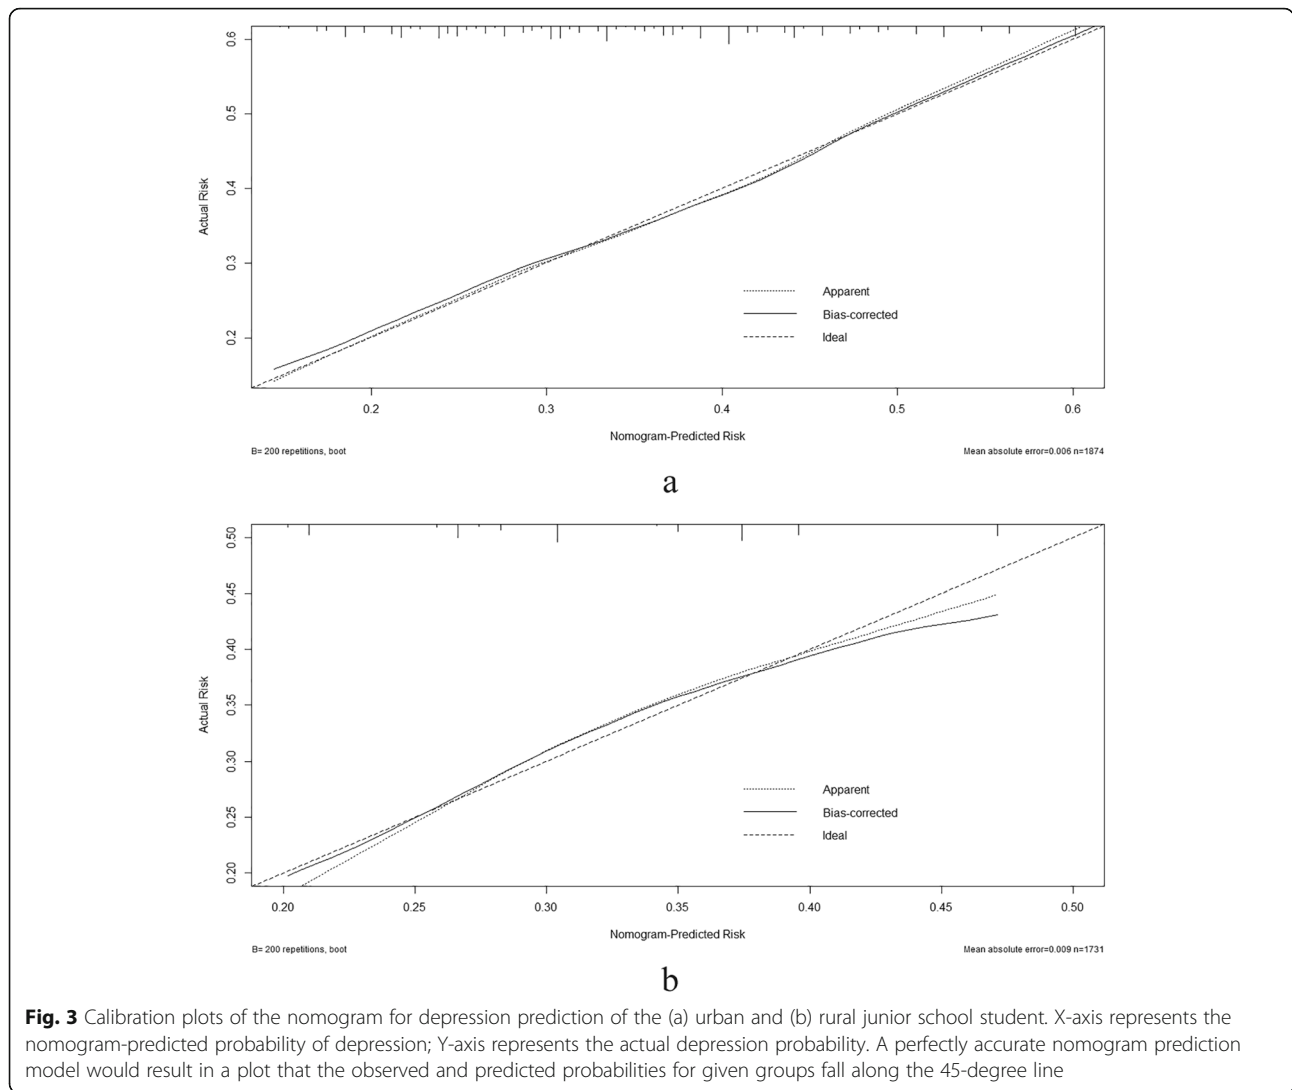 0.6
0.5
0.4
0.3
0.2
Actual Risk
Apparent
Bias-corrected
Ideal
0.2 0.3 0.4 0.5 0.6
Nomogram-Predicted Risk
B= 200 repetitions, boot
Mean absolute error=0.006 n=1874
a
0.50
0.45
0.40
0.35
0.30
0.25
0.20
Actual Risk
Apparent
Bias-corrected
Ideal
0.20 0.25 0.30 0.35 0.40 0.45 0.50
Nomogram-Predicted Risk
B= 200 repetitions, boot
Mean absolute error=0.009 n=1731
b
Fig. 3 Calibration plots of the nomogram for depression prediction of the (a) urban and (b) rural junior school student. X-axis represents the
nomogram-predicted probability of depression; Y-axis represents the actual depression probability. A perfectly accurate nomogram prediction
model would result in a plot that the observed and predicted probabilities for given groups fall along the 45-degree line